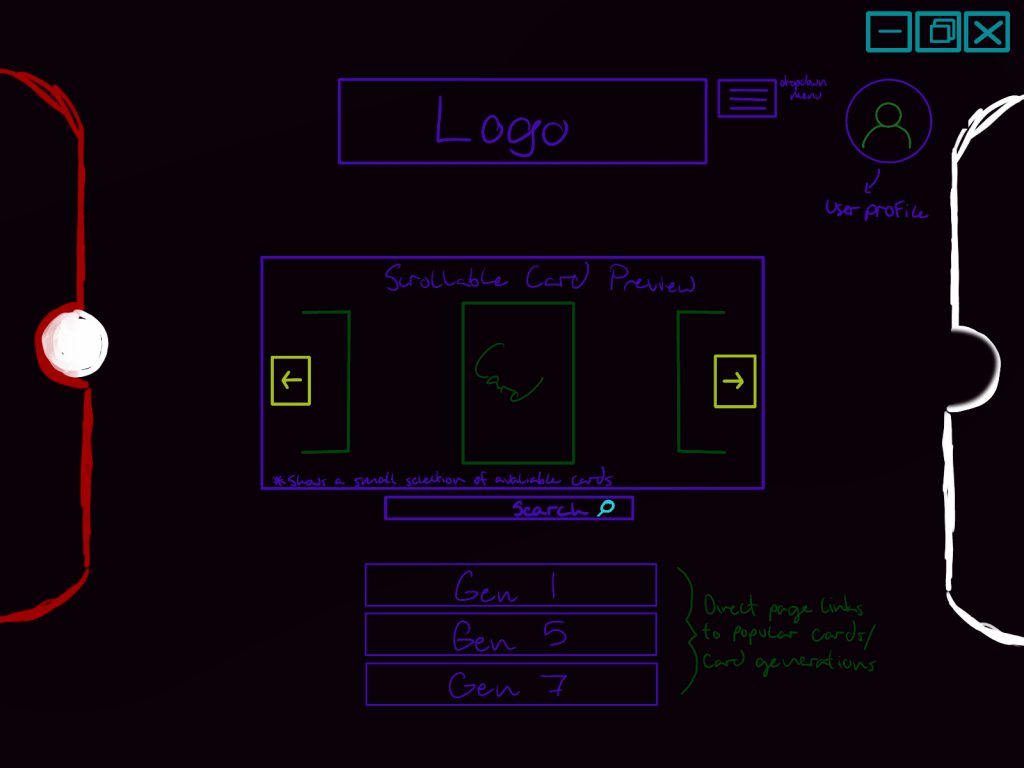 Logo
dropdown
menu
User profile
Scrollable Card Preview
Card
*Shows a small selection of avaliable cards
Search
Gen 1
Gen 5
Gen 7
Direct page links
to popular cards/
Card generations